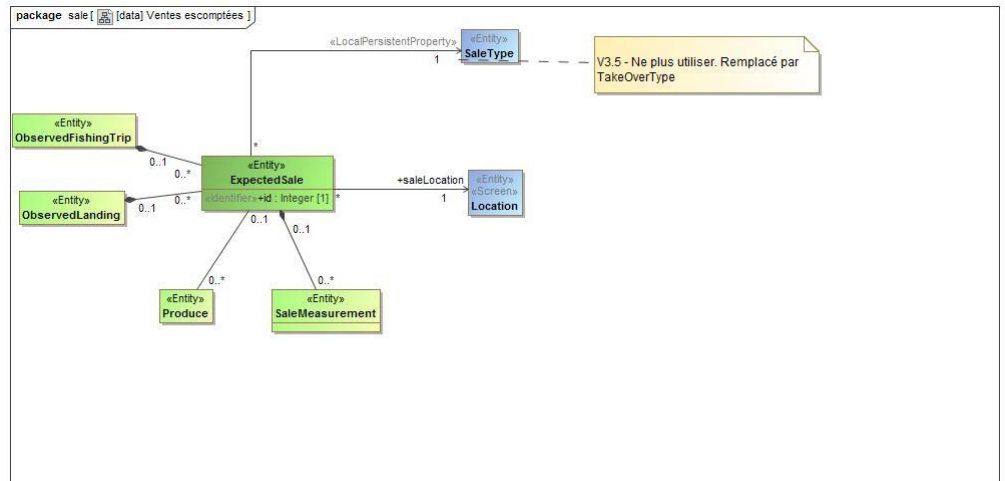 package sale [ [data] Ventes escomptées ]
«LocalPersistentProperty»
1
«Entity»
SaleType
V3.5 - Ne plus utiliser. Remplacé par
TakeOverType
«Entity»
ObservedFishingTrip
0..1
0..*
*
«Entity»
ExpectedSale
«Identifier»+id : Integer [1]
*
+saleLocation
1
«Entity»
«Screen»
Location
«Entity»
ObservedLanding
0..1
0..*
0..1
0..1
0..*
0..*
«Entity»
Produce
«Entity»
SaleMeasurement